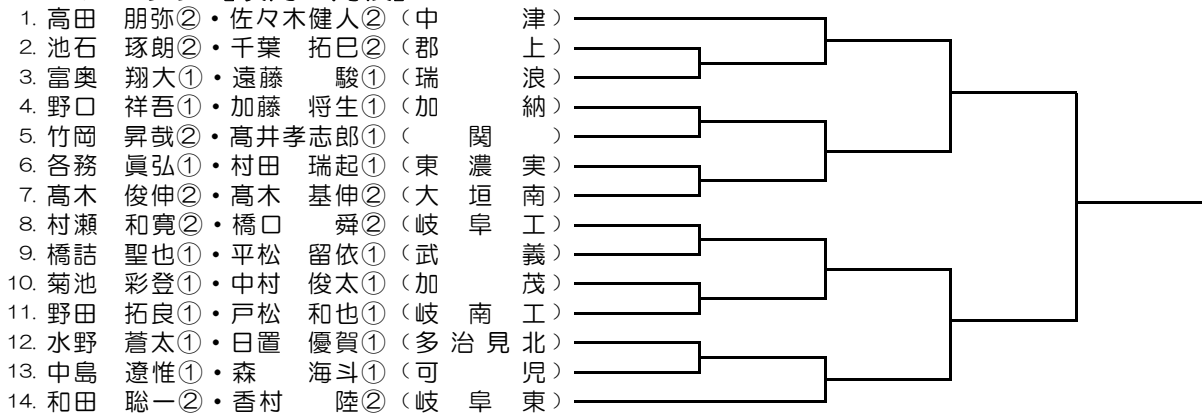 1. 高田 朋弥②・佐々木健人②（中 津）
2. 池石 琢朗②・千葉 拓巳②（郡 上）
3. 富奥 翔大①・遠藤 駿①（瑞 浪）
4. 野口 祥吾①・加藤 将生①（加 納）
5. 竹岡 昇哉②・髙井孝志郎①（ 関 ）
6. 各務 眞弘①・村田 瑞起①（東 濃 実）
7. 髙木 俊伸②・髙木 基伸②（大 垣 南）
8. 村瀬 和寛②・橋口 舜②（岐 阜 工）
9. 橋詰 聖也①・平松 留依①（武 義）
10. 菊池 彩登①・中村 俊太①（加 茂）
11. 野田 拓良①・戸松 和也①（岐 南 工）
12. 水野 蒼太①・日置 優賀①（多 治 見 北）
13. 中島 遼惟①・森 海斗①（可 児）
14. 和田 聡一②・香村 陸②（岐 阜 東）